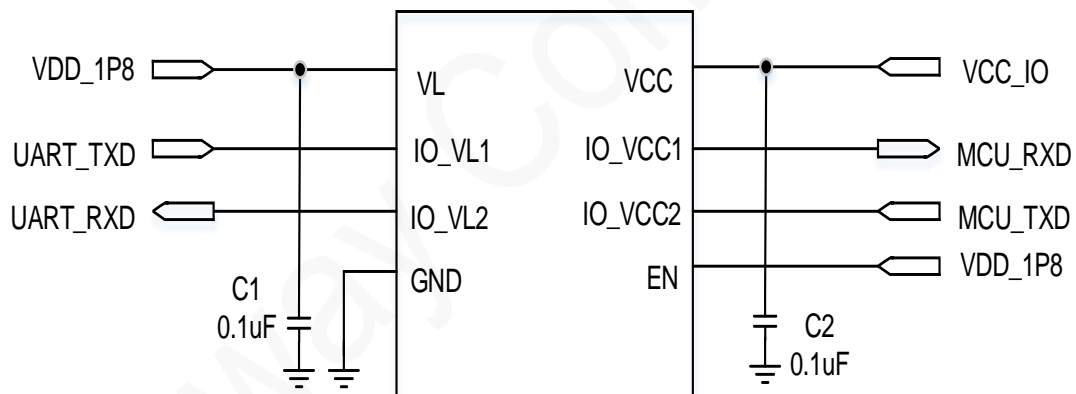 VDD_1P8
VL
VCC
VCC_IO
UART_TXD
IO_VL1
IO_VCC1
MCU_RXD
UART_RXD
IO_VL2
IO_VCC2
MCU_TXD
GND
EN
VDD_1P8
C1
0.1uF
C2
0.1uF